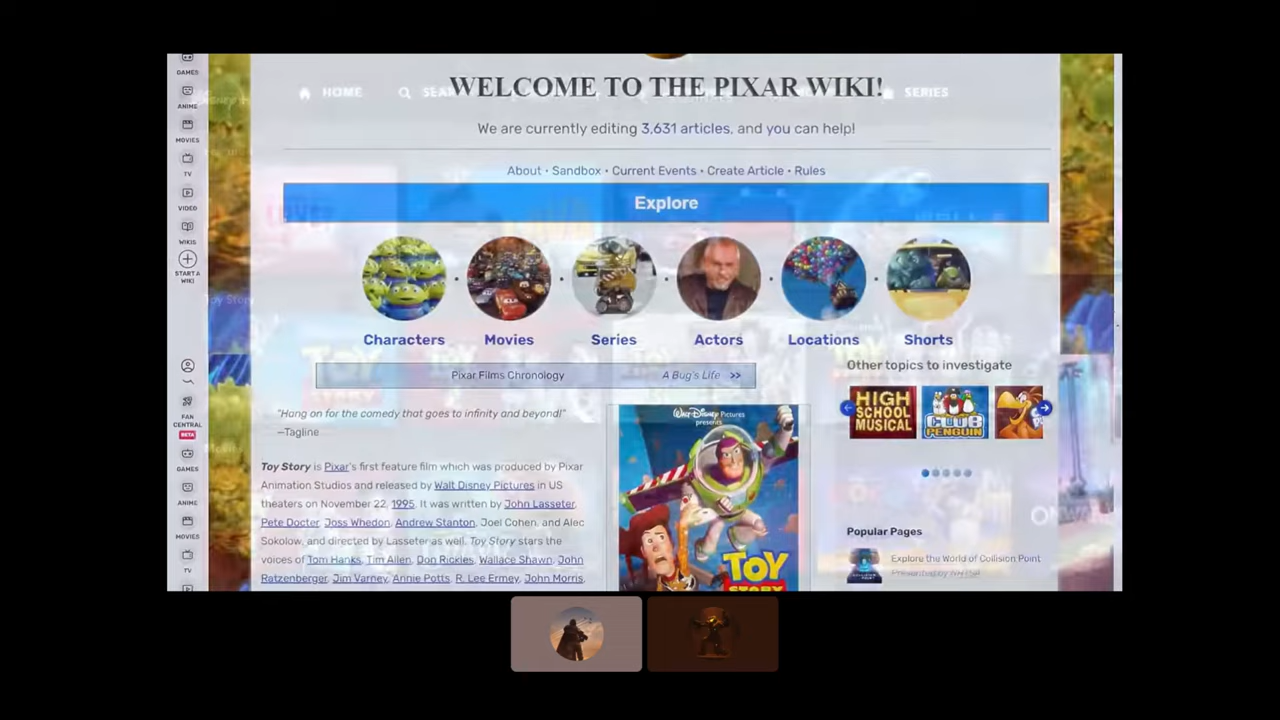 GAMES
ANIME
MOVIES
TV
VIDEO
WIKIS
START A
WIKI
FAN
CENTRAL
BETA
GAMES
ANIME
MOVIES
TV
HOME
SERIES
WELCOME TO THE PIXAR WIKI!
We are currently editing 3,631 articles, and you can help!
About · Sandbox · Current Events · Create Article · Rules
Explore
Characters
Movies
Series
Actors
Locations
Shorts
Toy Story
Pixar Films Chronology
A Bug's Life >>
"Hang on for the comedy that goes to infinity and beyond!"
—Tagline
Toy Story is Pixar's first feature film which was produced by Pixar
Animation Studios and released by Walt Disney Pictures in US
theaters on November 22, 1995. It was written by John Lasseter,
Pete Docter, Joss Whedon, Andrew Stanton, Joel Cohen, and Alec
Sokolow, and directed by Lasseter as well. Toy Story stars the
voices of Tom Hanks, Tim Allen, Don Rickles, Wallace Shawn, John
Ratzenberger, Jim Varney, Annie Potts, R. Lee Ermey, John Morris,
Walt Disney Pictures
presents
TOY
STORY
Other topics to investigate
HIGH
SCHOOL
MUSICAL
CLUB
PENGUIN
Popular Pages
Explore the World of Collision Point